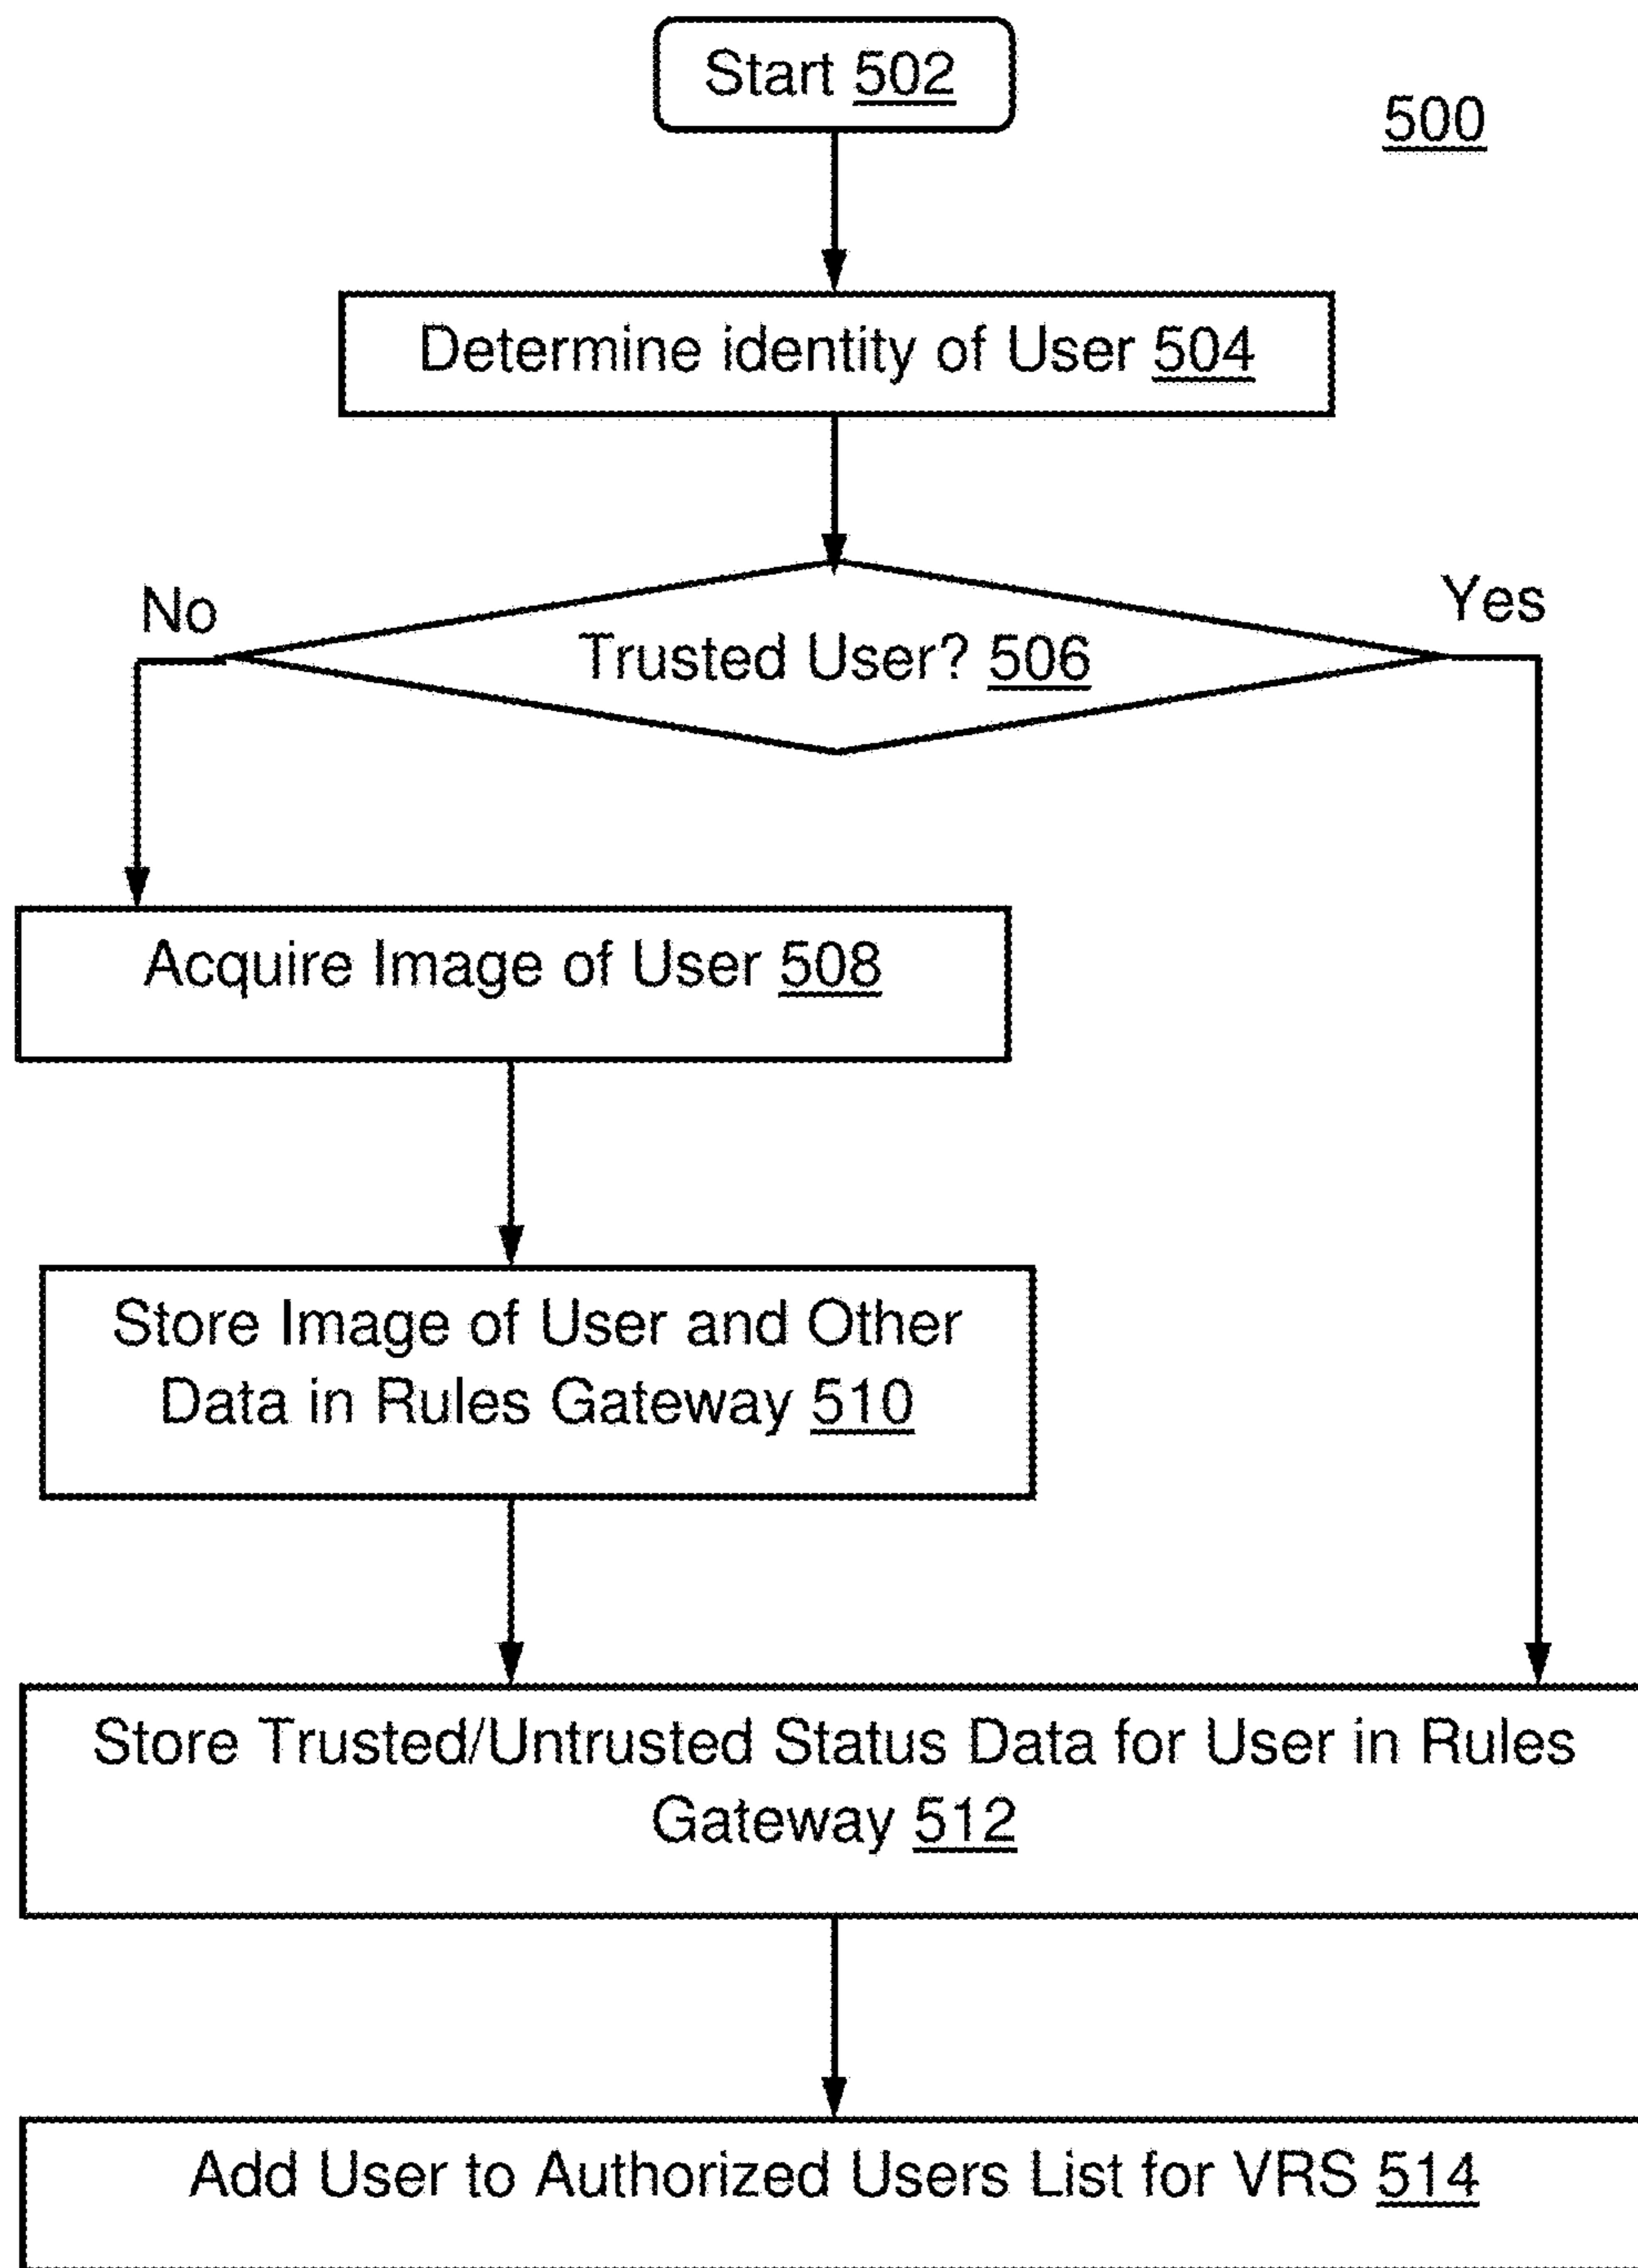 Start 502
500
Determine identity of User 504
No
Yes
Trusted User? 506
Acquire Image of User 508
Store Image of User and Other
Data in Rules Gateway 510
Store Trusted/Untrusted Status Data for User in Rules
Gateway 512
Add User to Authorized Users List for VRS 514